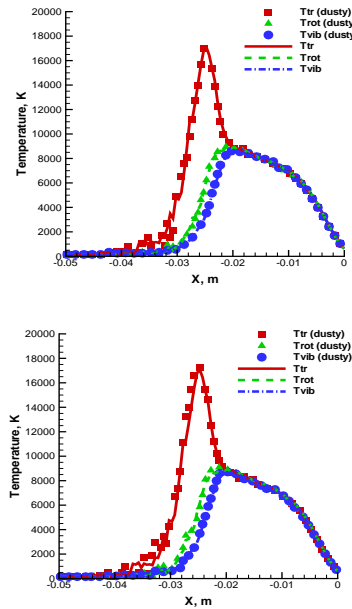 Ttr (dusty)
Trot (dusty)
Tvib (dusty
Ttr
Trot
Tvib
20000
18000
16000
14000
12000
10000
8000
6000
4000
2000
0
Temperature, K
-0.05 -0.04 -0.03 -0.02 -0.01 0
X, m
Ttr (dusty)
Trot (dusty)
Tvib (dusty)
Ttr
Trot
Tvib
20000
18000
16000
14000
12000
10000
8000
6000
4000
2000
0
Temperature, K
-0.05 -0.04 -0.03 -0.02 -0.01 0
X, m